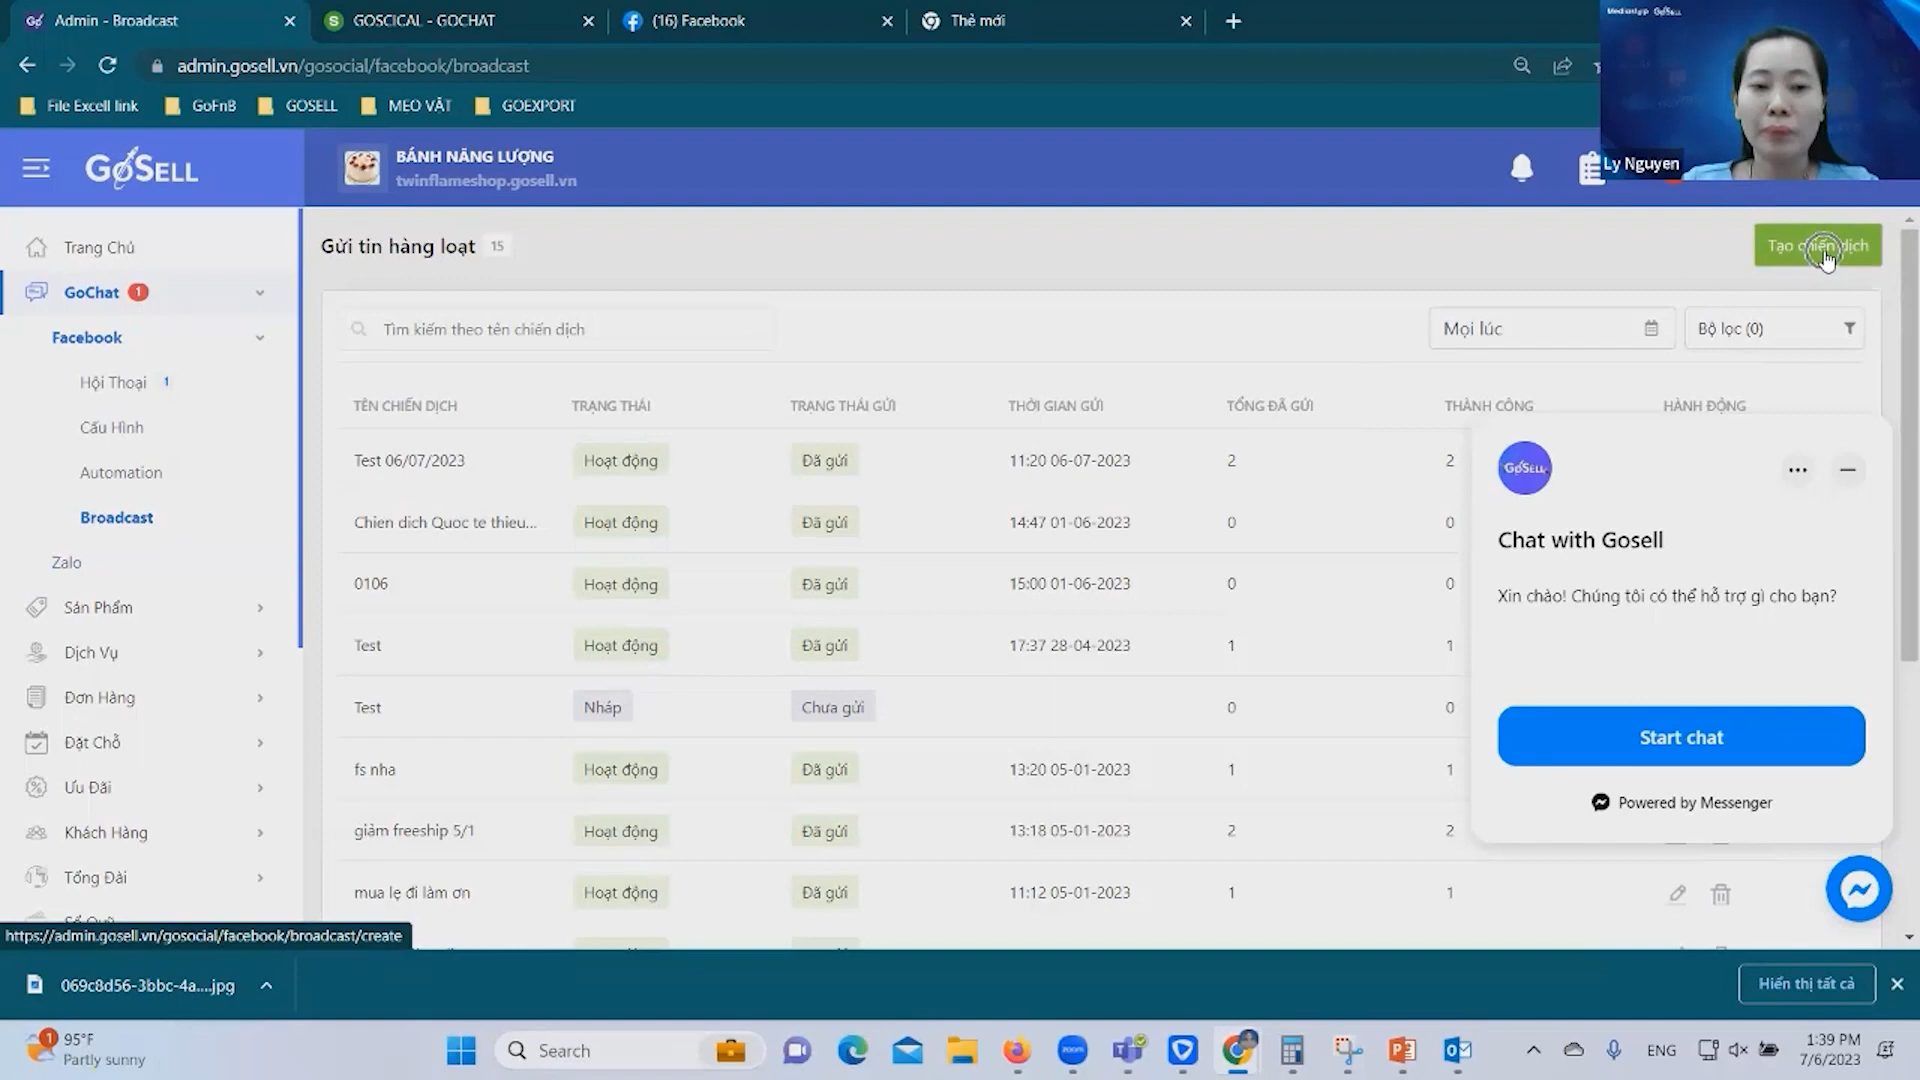 Admin - Broadcast
GOSCICAL - GOCHAT
(16) Facebook
Thẻ mới
admin.gosell.vn/gosocial/facebook/broadcast
File Excell link
GoFnB
GOSELL
MẸO VẶT
GOEXPORT
Mediastep GoSELL
Ly Nguyen
GOSELL
BÁNH NĂNG LƯỢNG
twinflameshop.gosell.vn
Trang Chủ
GoChat 1
Facebook
Hội Thoại 1
Cấu Hình
Automation
Broadcast
Zalo
Sản Phẩm
Dịch Vụ
Đơn Hàng
Đặt Chỗ
Ưu Đãi
Khách Hàng
Tổng Đài
Sổ Quỹ
Gửi tin hàng loạt 15
Tạo chiến dịch
Tìm kiếm theo tên chiến dịch
Mọi lúc
Bộ lọc (0)
TÊN CHIẾN DỊCH TRẠNG THÁI TRẠNG THÁI GỬI THỜI GIAN GỬI TỔNG ĐÃ GỬI THÀNH CÔNG HÀNH ĐỘNG
Test 06/07/2023 Hoạt động Đã gửi 11:20 06-07-2023 2 2
Chien dich Quoc te thieu... Hoạt động Đã gửi 14:47 01-06-2023 0 0
0106 Hoạt động Đã gửi 15:00 01-06-2023 0 0
Test Hoạt động Đã gửi 17:37 28-04-2023 1 1
Test Nháp Chưa gửi 0 0
fs nha Hoạt động Đã gửi 13:20 05-01-2023 1 1
giảm freeship 5/1 Hoạt động Đã gửi 13:18 05-01-2023 2 2
mua lẹ đi làm ơn Hoạt động Đã gửi 11:12 05-01-2023 1 1
GOSELL
Chat with Gosell
Xin chào! Chúng tôi có thể hỗ trợ gì cho bạn?
Start chat
Powered by Messenger
https://admin.gosell.vn/gosocial/facebook/broadcast/create
069c8d56-3bbc-4a....jpg
Hiển thị tất cả
1
95°F
Partly sunny
Search
zoom
ENG
1:39 PM
7/6/2023